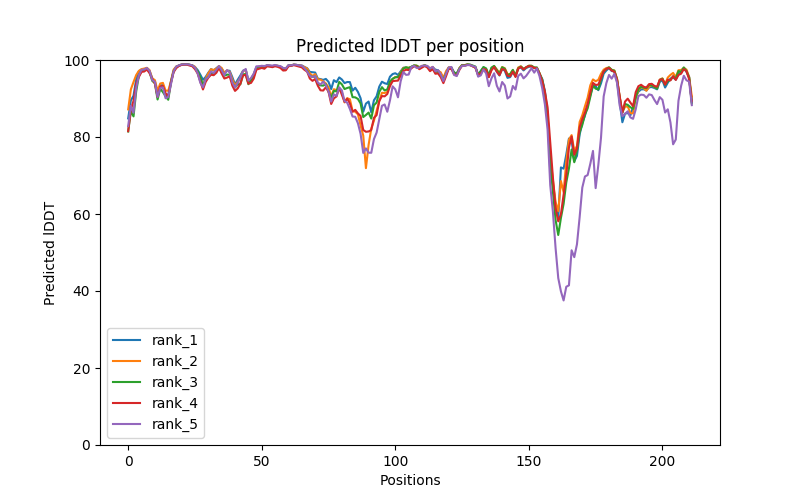 Predicted lDDT per position
100
80
60
40
20
0
Predicted lDDT
rank_1
rank_2
rank_3
rank_4
rank_5
0 50 100 150 200
Positions